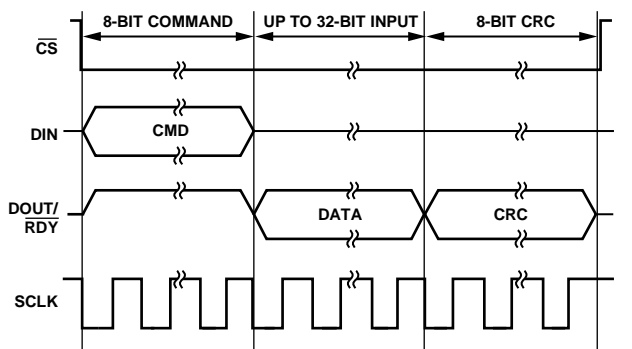 8-BIT COMMAND UP TO 32-BIT INPUT 8-BIT CRC
CS
DIN CMD
DOUT/
RDY
DATA CRC
SCLK